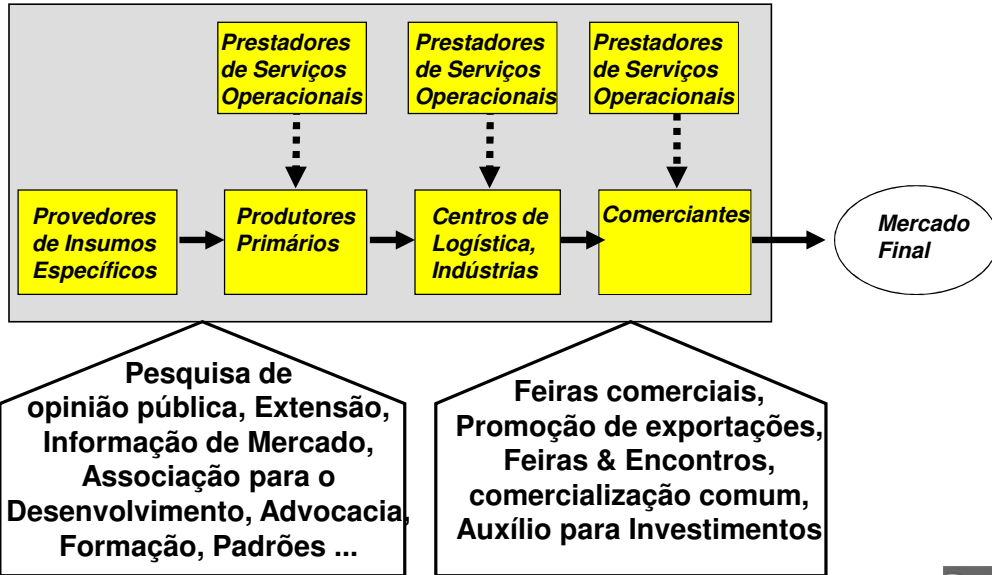 Prestadores
de Serviços
Operacionais
Prestadores
de Serviços
Operacionais
Prestadores
de Serviços
Operacionais
Provedores
de Insumos
Específicos
Produtores
Primários
Centros de
Logística,
Indústrias
Comerciantes
Mercado
Final
Pesquisa de
opinião pública, Extensão,
Informação de Mercado,
Associação para o
Desenvolvimento, Advocacia,
Formação, Padrões ...
Feiras comerciais,
Promoção de exportações,
Feiras & Encontros,
comercialização comum,
Auxílio para Investimentos